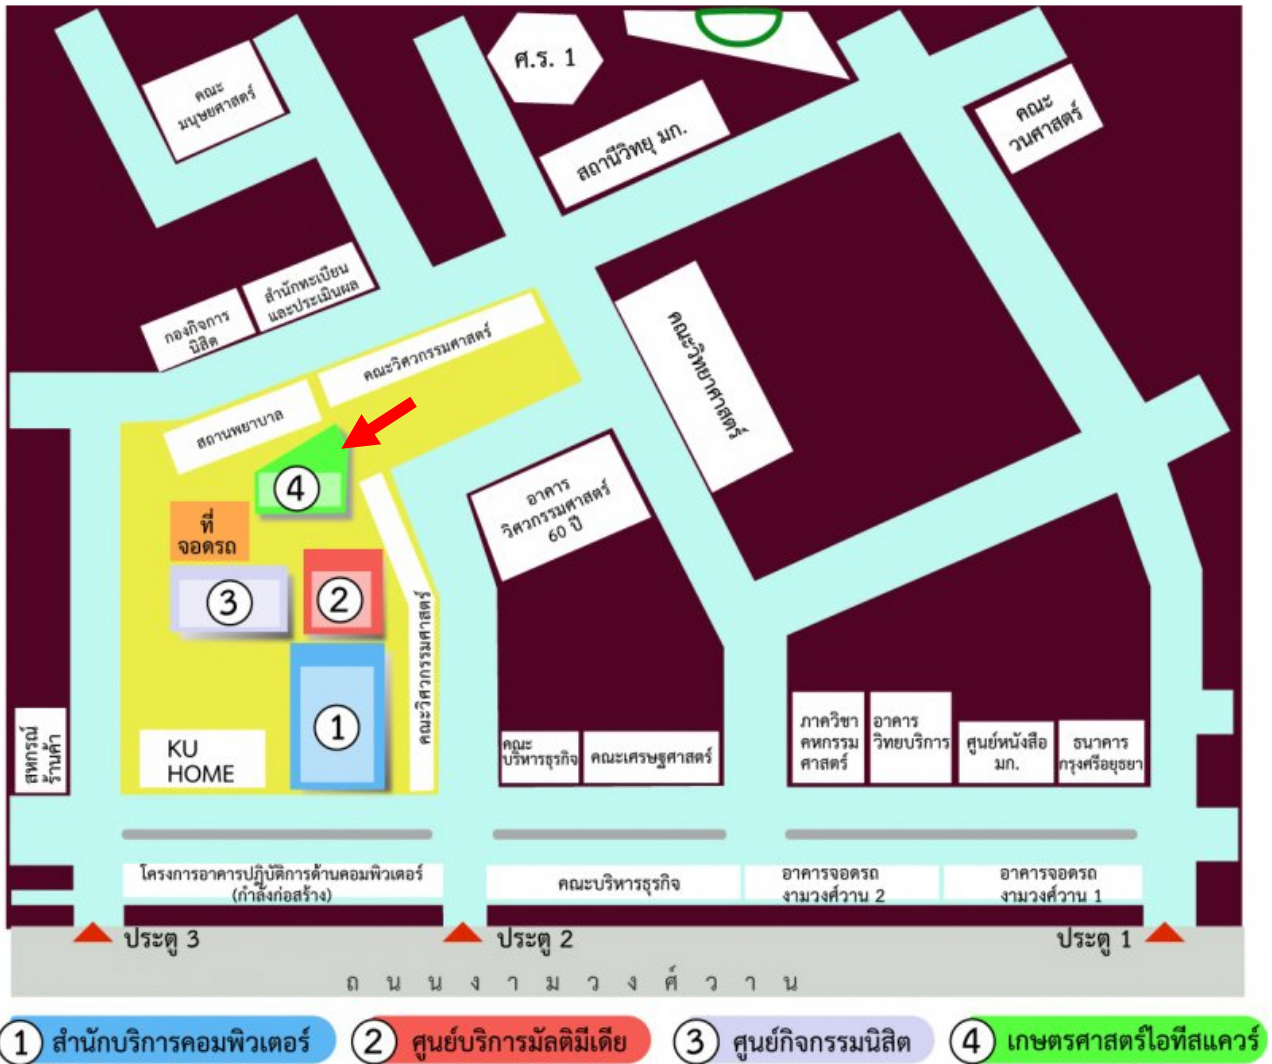 ศ.ร. 1
คณะ
มนุษยศาสตร์
สถานีวิทยุ มก.
คณะ
วนศาสตร์
สำนักทะเบียน
และประเมินผล
กองกิจการ
นิสิต
คณะวิศวกรรมศาสตร์
คณะวิทยาศาสตร์
สถานพยาบาล
4
อาคาร
วิศวกรรมศาสตร์
60 ปี
ที่
จอดรถ
3
2
คณะวิศวกรรมศาสตร์
1
สหกรณ์
ร้านค้า
KU
HOME
คณะ
บริหารธุรกิจ
คณะเศรษฐศาสตร์
ภาควิชา
คหกรรม
ศาสตร์
อาคาร
วิทยบริการ
ศูนย์หนังสือ
มก.
ธนาคาร
กรุงศรีอยุธยา
โครงการอาคารปฏิบัติการด้านคอมพิวเตอร์
(กำลังก่อสร้าง)
คณะบริหารธุรกิจ
อาคารจอดรถ
งามวงศ์วาน 2
อาคารจอดรถ
งามวงศ์วาน 1
ประตู 3
ประตู 2
ประตู 1
ถนนงามวงศ์วาน
1 สำนักบริการคอมพิวเตอร์
2 ศูนย์บริการมัลติมีเดีย
3 ศูนย์กิจกรรมนิสิต
4 เกษตรศาสตร์ไอทีสแควร์